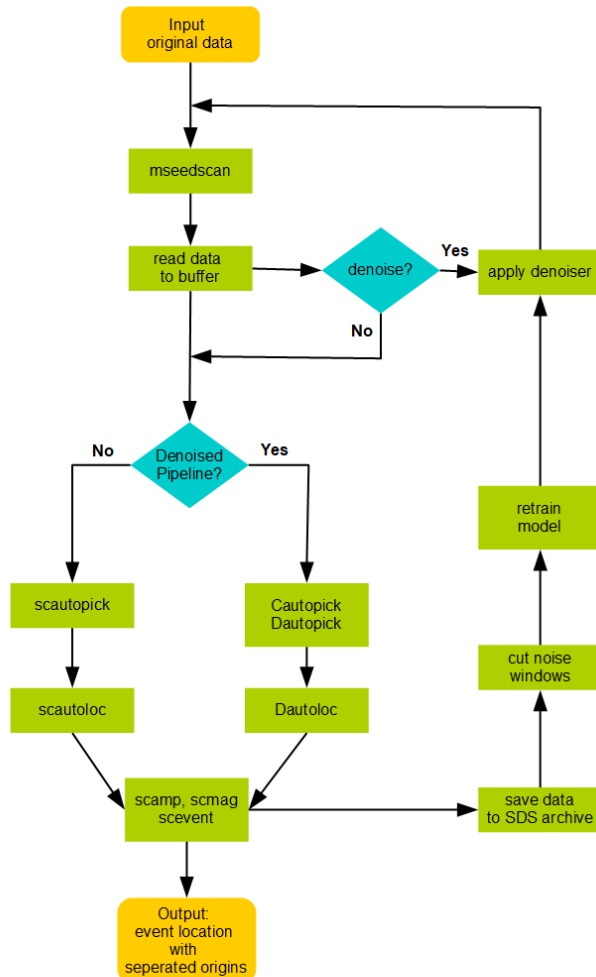 Input
original data
mseedscan
read data
to buffer
denoise?
Yes
apply denoiser
No
No
Denoised
Pipeline?
Yes
retrain
model
scautopick
Cautopick
Dautopick
cut noise
windows
scautoloc
Dautoloc
scamp, scmag
scevent
save data
to SDS archive
Output:
event location
with
seperated origins